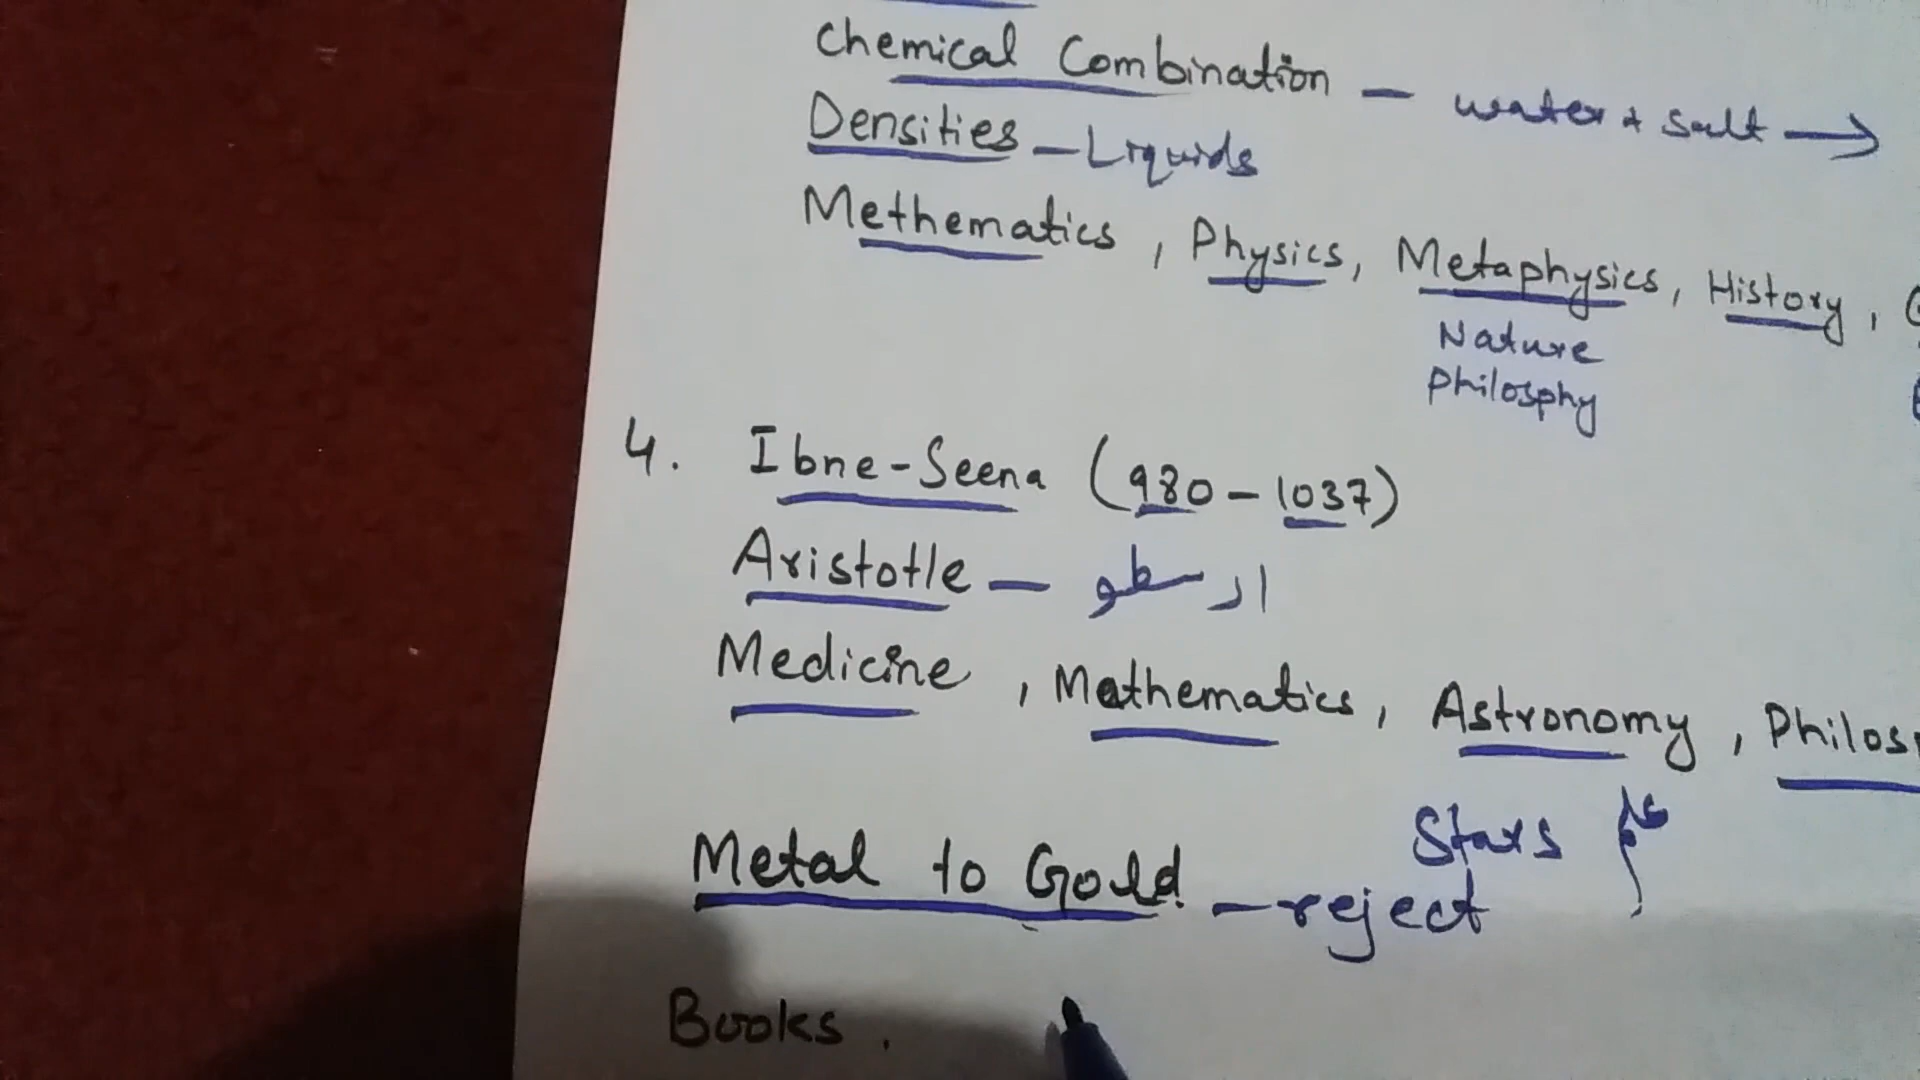 Chemical Combination — water + salt →
Densities — Liquids
Methematics, Physics, Metaphysics, History,
Nature
Philosphy
4. Ibne-Seena (980-1037)
Aristotle — ارسطو
Medicine, Mathematics, Astronomy, Philosp
Stars
Metal to Gold — reject
Books.